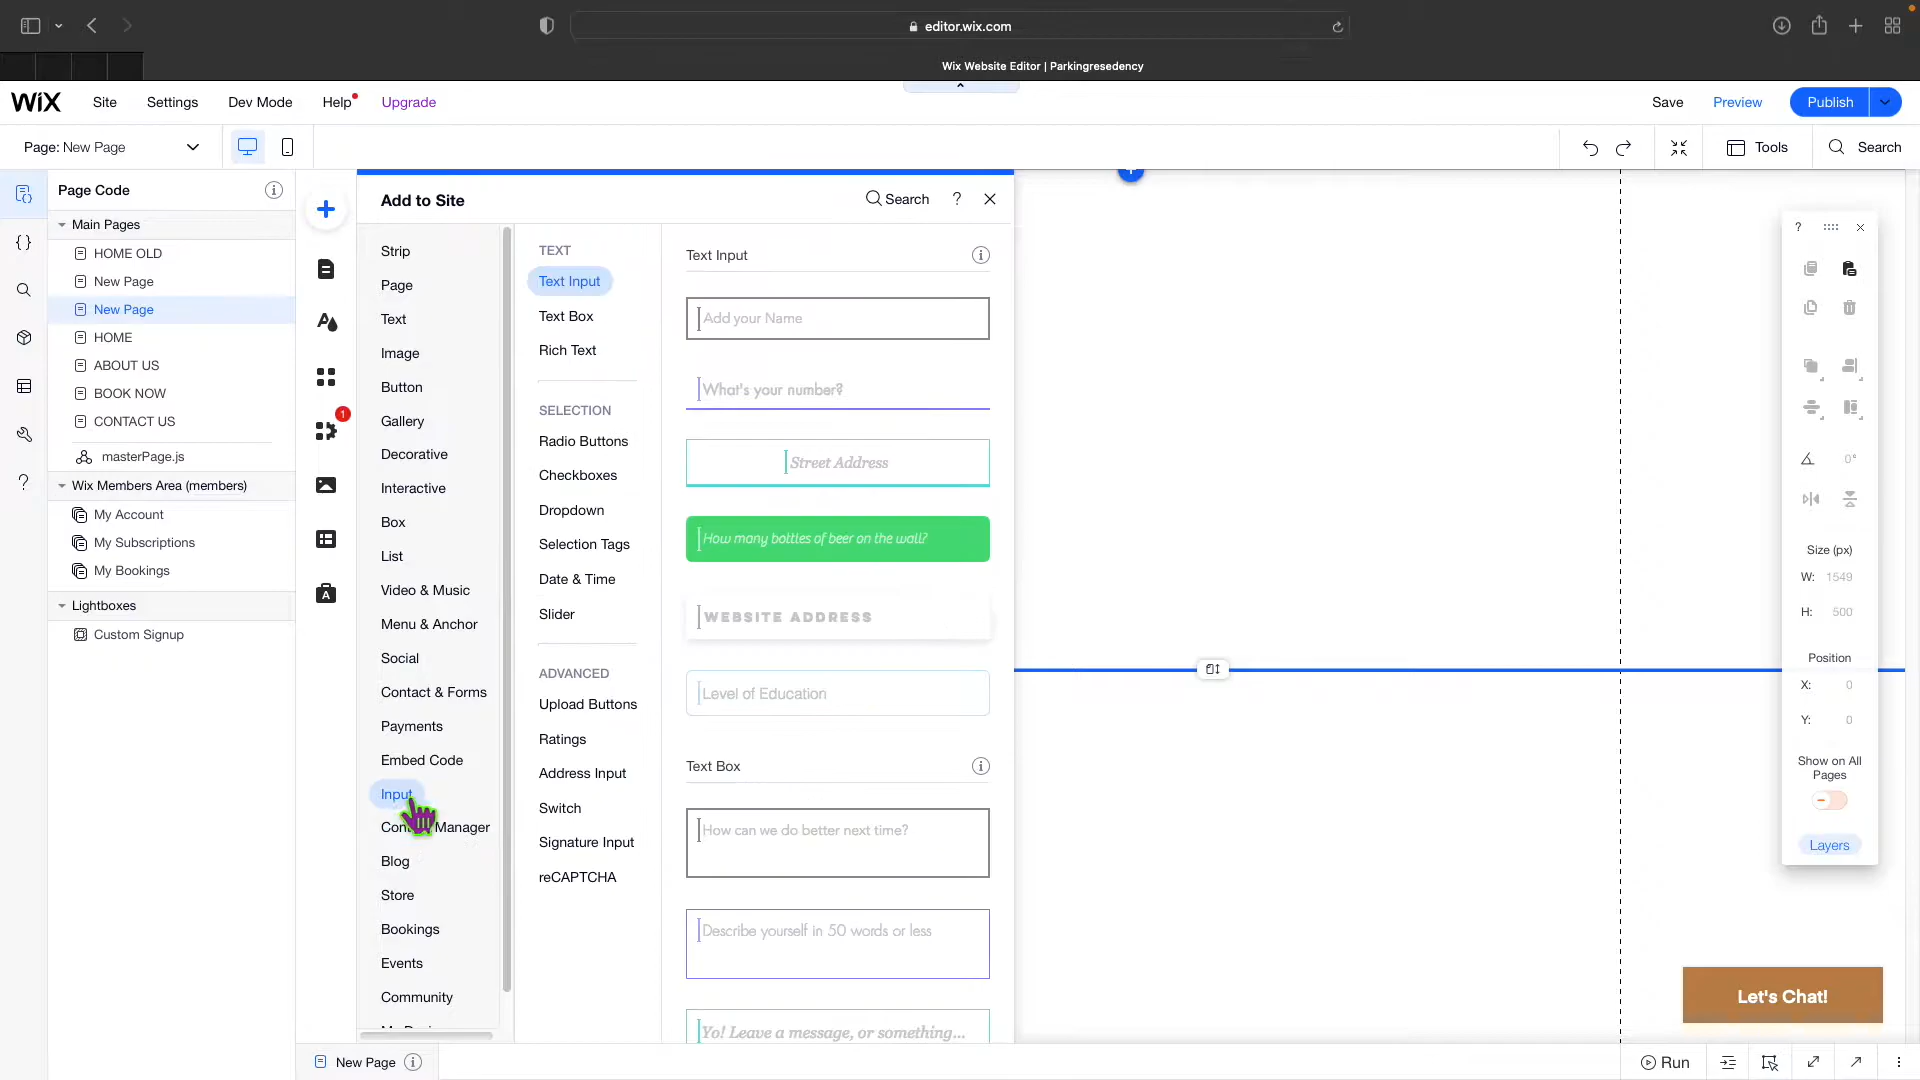 editor.wix.com
Wix Website Editor | Parkingresedency
WiX
Site
Settings
Dev Mode
Help
Upgrade
Save
Preview
Publish
Page: New Page
Tools
Search
Page Code
Main Pages
HOME OLD
New Page
New Page
HOME
ABOUT US
BOOK NOW
CONTACT US
masterPage.js
Wix Members Area (members)
My Account
My Subscriptions
My Bookings
Lightboxes
Custom Signup
1
Add to Site
Search
?
Strip
Page
Text
Image
Button
Gallery
Decorative
Interactive
Box
List
Video & Music
Menu & Anchor
Social
Contact & Forms
Payments
Embed Code
Input
Manager
Blog
Store
Bookings
Events
Community
TEXT
Text Input
Text Box
Rich Text
SELECTION
Radio Buttons
Checkboxes
Dropdown
Selection Tags
Date & Time
Slider
ADVANCED
Upload Buttons
Ratings
Address Input
Switch
Signature Input
reCAPTCHA
Text Input
Add your Name
What's your number?
Street Address
How many bottles of beer on the wall?
WEBSITE ADDRESS
Level of Education
Text Box
How can we do better next time?
Describe yourself in 50 words or less
Yo! Leave a message, or something...
?
0°
Size (px)
W: 1549
H: 500
Position
X: 0
Y: 0
Show on All
Pages
Layers
Let's Chat!
New Page
Run